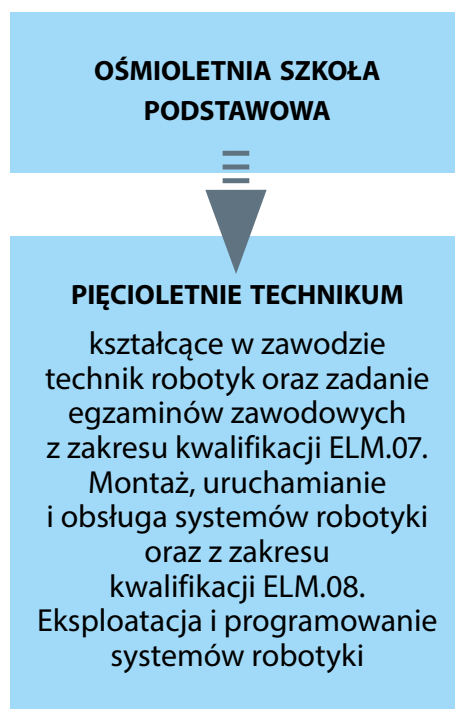 OŚMIOLETNIA SZKOŁA
PODSTAWOWA
PIĘCIOLETNIE TECHNIKUM
kształcące w zawodzie
technik robotyk oraz zadanie
egzaminów zawodowych
z zakresu kwalifikacji ELM.07.
Montaż, uruchamianie
i obsługa systemów robotyki
oraz z zakresu
kwalifikacji ELM.08.
Eksploatacja i programowanie
systemów robotyki